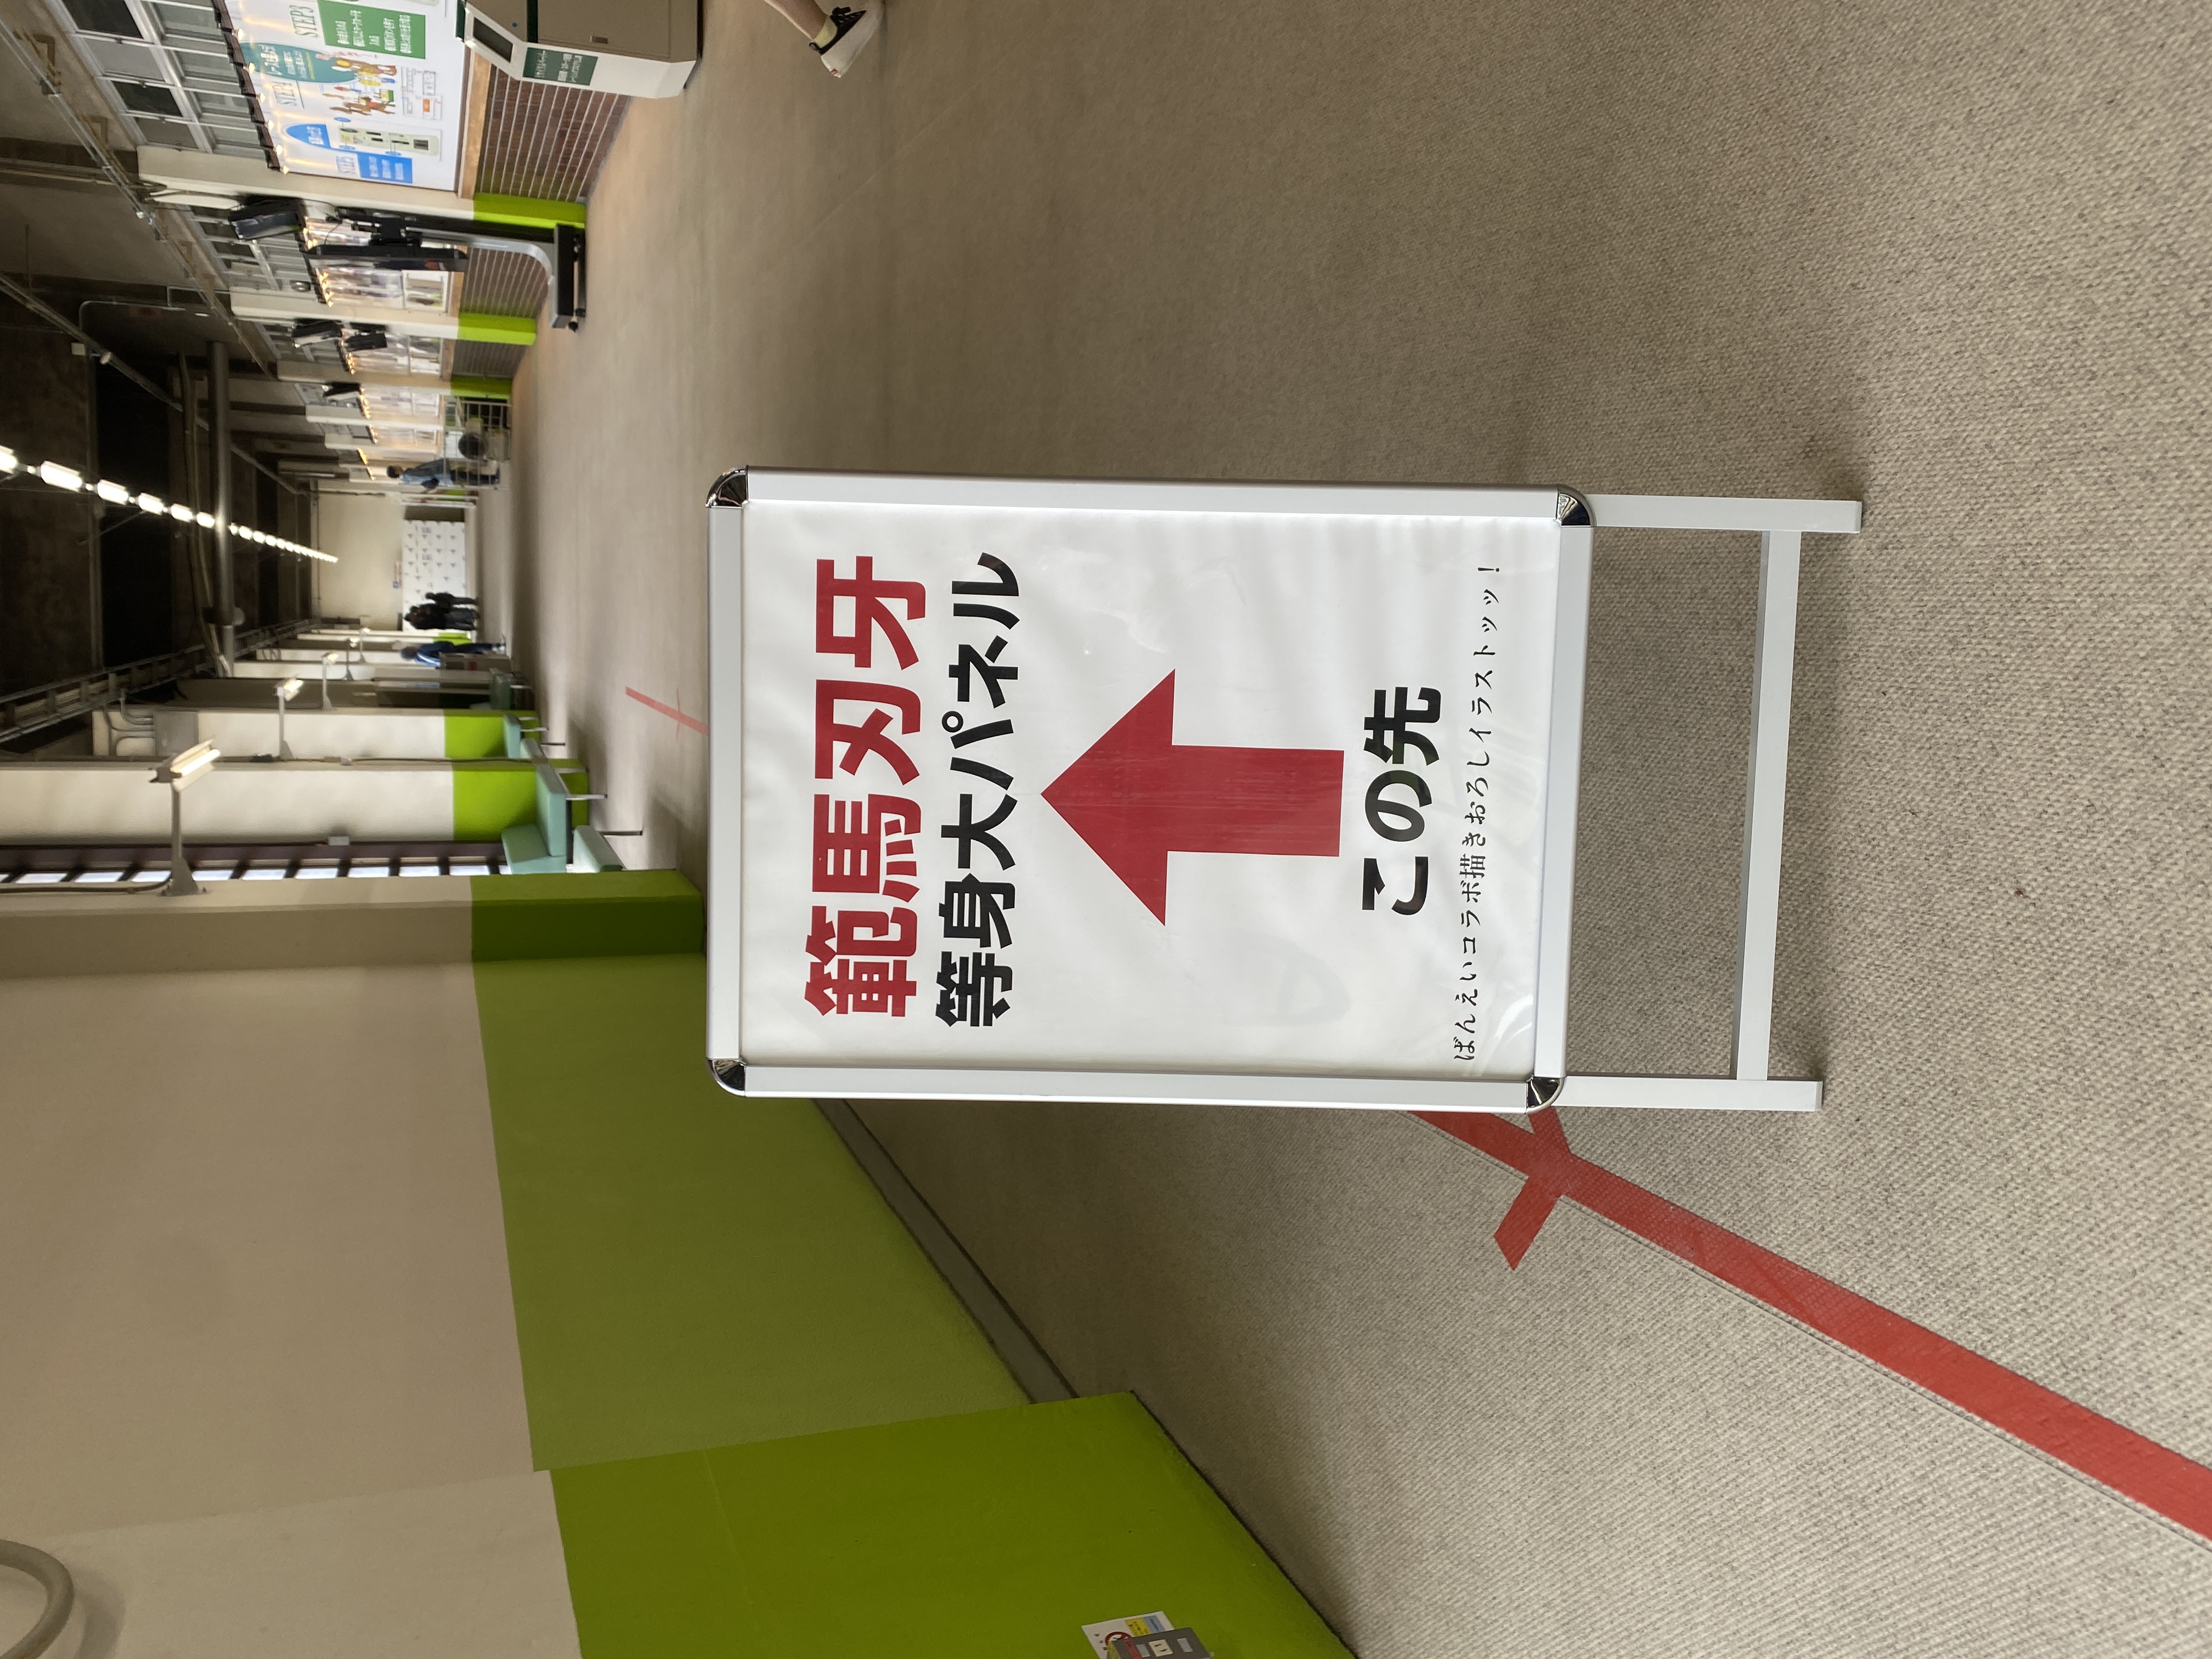 範馬刃牙
等身大パネル
この先
ばんえいコラボ描きおろしイラストッッ！
STEP3